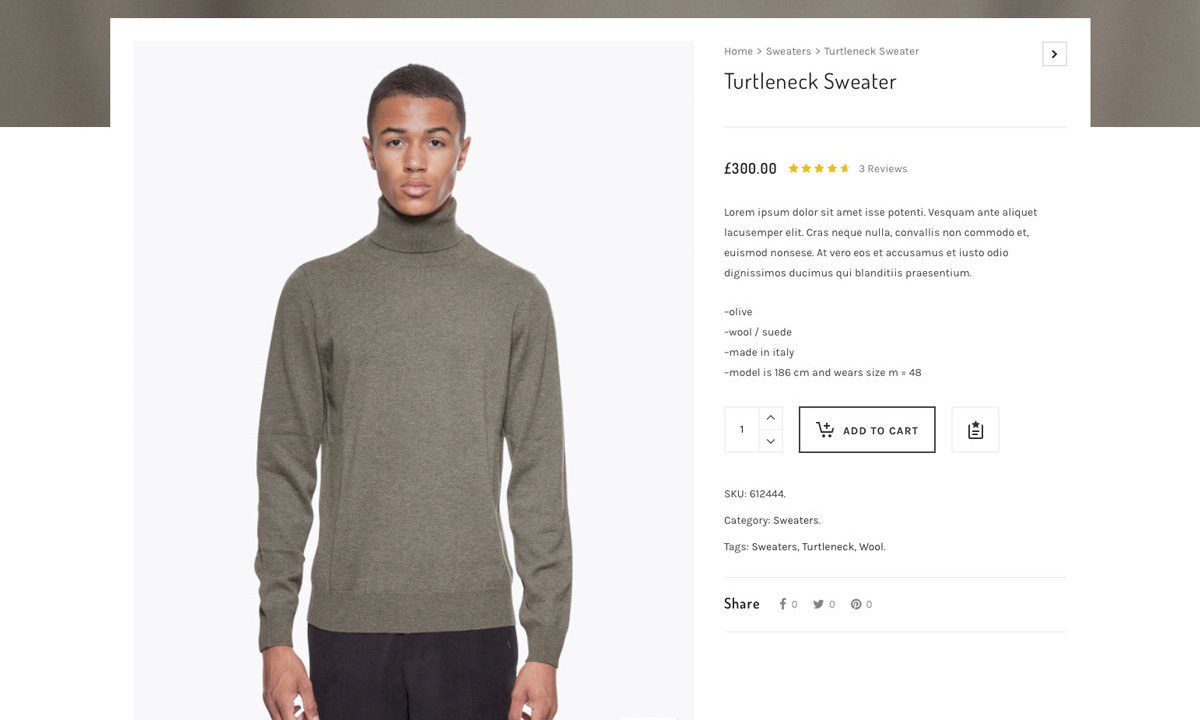 Home > Sweaters > Turtleneck Sweater
Turtleneck Sweater
£300.00 3 Reviews
Lorem ipsum dolor sit amet isse potenti. Vesquam ante aliquet
lacusemper elit. Cras neque nulla, convallis non commodo et,
euismod nonsese. At vero eos et accusamus et iusto odio
dignissimos ducimus qui blanditiis praesentium.
-olive
-wool / suede
-made in italy
-model is 186 cm and wears size m = 48
1 ADD TO CART
SKU: 612444.
Category: Sweaters.
Tags: Sweaters, Turtleneck, Wool.
Share 0 0 0